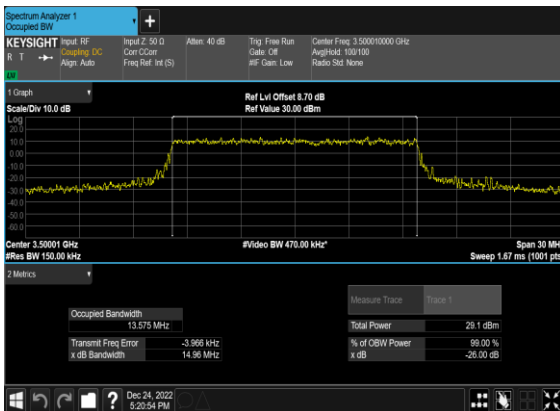 Spectrum Analyzer 1
Occupied BW
KEYSIGHT
R T
LV
Input: RF
Coupling: DC
Align: Auto
Input Z: 50 Ω
Corr CCorr
Freq Ref: Int (S)
Atten: 40 dB
Trig: Free Run
Gate: Off
#IF Gain: Low
Center Freq: 3.500010000 GHz
Avg|Hold: 100/100
Radio Std: None
1 Graph
Scale/Div 10.0 dB
Ref Lvl Offset 8.70 dB
Ref Value 30.00 dBm
Log
20.0
10.0
0.00
-10.0
-20.0
-30.0
-40.0
-50.0
-60.0
Center 3.50001 GHz
#Video BW 470.00 kHz*
Span 30 MH
#Res BW 150.00 kHz
Sweep 1.67 ms (1001 pts
2 Metrics
Measure Trace
Trace 1
Occupied Bandwidth
13.575 MHz
Total Power
29.1 dBm
Transmit Freq Error
-3.966 kHz
% of OBW Power
99.00 %
x dB Bandwidth
14.96 MHz
x dB
-26.00 dB
?
Dec 24, 2022
5:20:54 PM